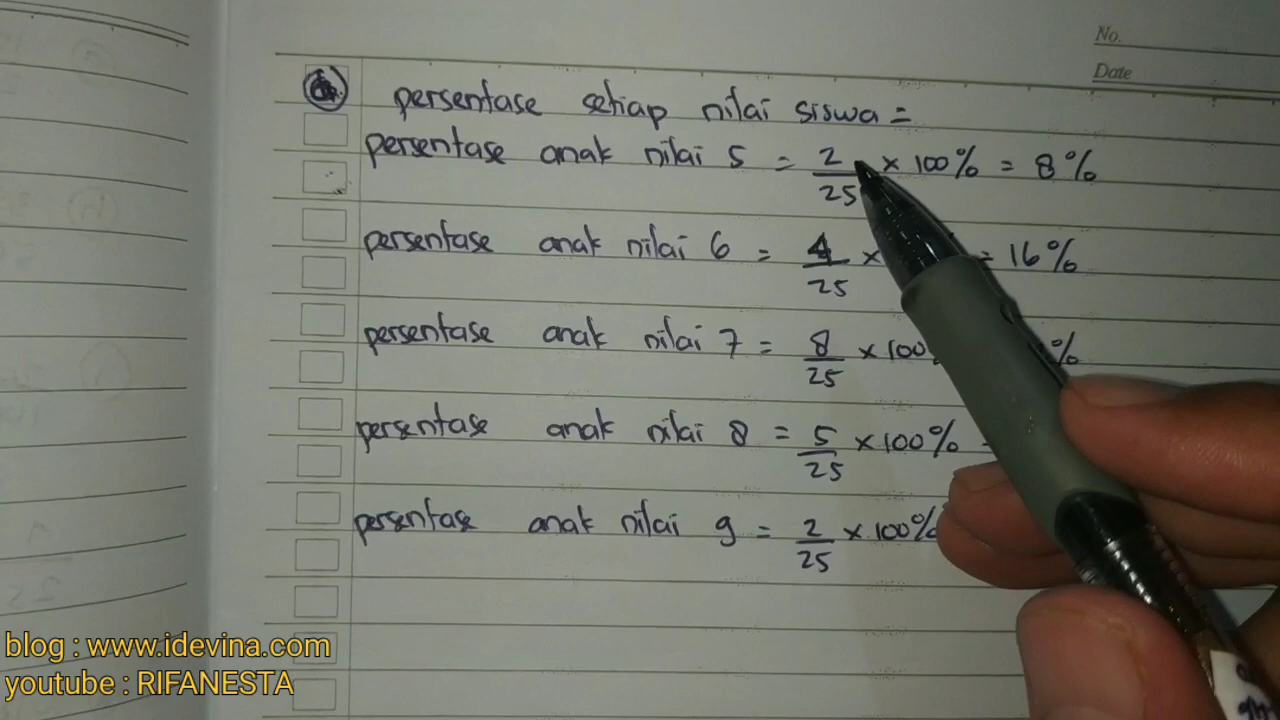 No.
Date
persentase setiap nilai siswa =
persentase anak nilai 5 = 2/25 x 100% = 8%
persentase anak nilai 6 = 4/25 x = 16%
persentase anak nilai 7 = 8/25 x 100 %
persentase anak nilai 8 = 5/25 x 100% =
persentase anak nilai 9 = 2/25 x 100%
blog : www.idevina.com
youtube : RIFANESTA